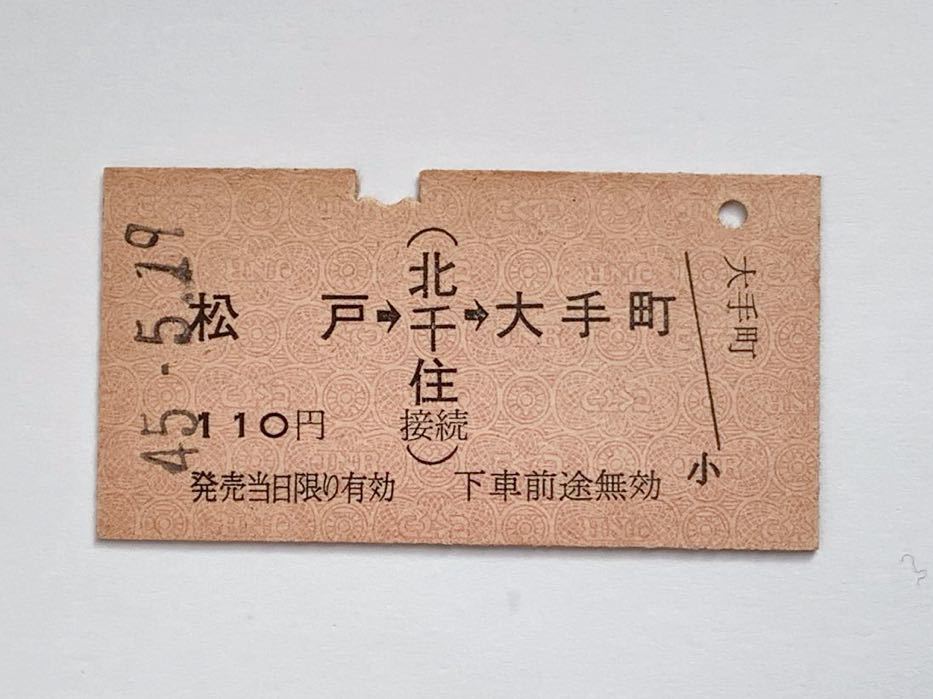 45.-5.19
松戸➡(北千住接続)➡大手町
110円
発売当日限り有効 下車前途無効
大手町
小